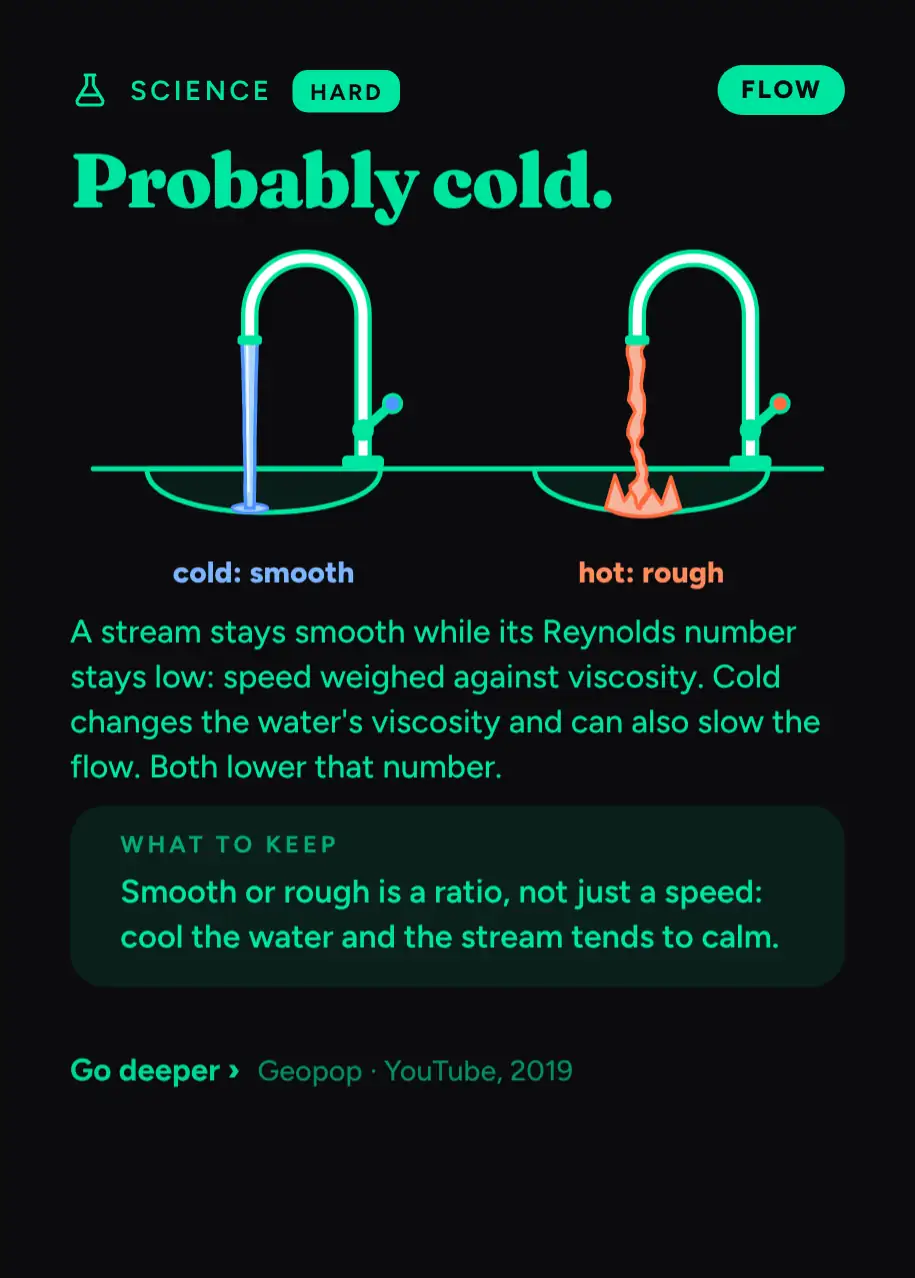 SCIENCE HARD FLOW
Probably cold.
cold: smooth hot: rough
A stream stays smooth while its Reynolds number
stays low: speed weighed against viscosity. Cold
changes the water's viscosity and can also slow the
flow. Both lower that number.
WHAT TO KEEP
Smooth or rough is a ratio, not just a speed:
cool the water and the stream tends to calm.
Go deeper › Geopop · YouTube, 2019